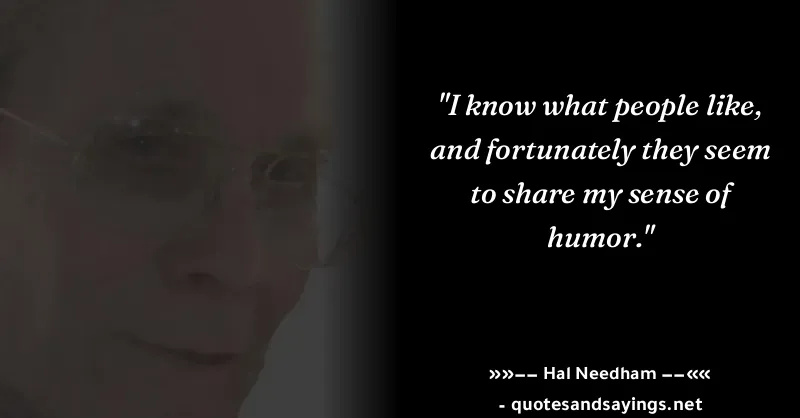 "I know what people like,
and fortunately they seem
to share my sense of
humor."
»»–– Hal Needham ––««
- quotesandsayings.net